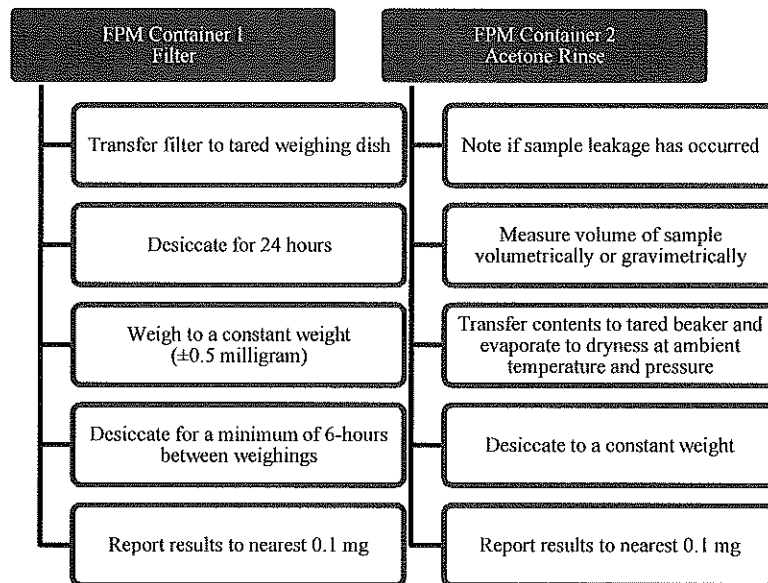 FPM Container 1
Filter
Transfer filter to tared weighing dish
Desiccate for 24 hours
Weigh to a constant weight
(±0.5 milligram)
Desiccate for a minimum of 6-hours
between weighings
Report results to nearest 0.1 mg
FPM Container 2
Acetone Rinse
Note if sample leakage has occurred
Measure volume of sample
volumetrically or gravimetrically
Transfer contents to tared beaker and
evaporate to dryness at ambient
temperature and pressure
Desiccate to a constant weight
Report results to nearest 0.1 mg